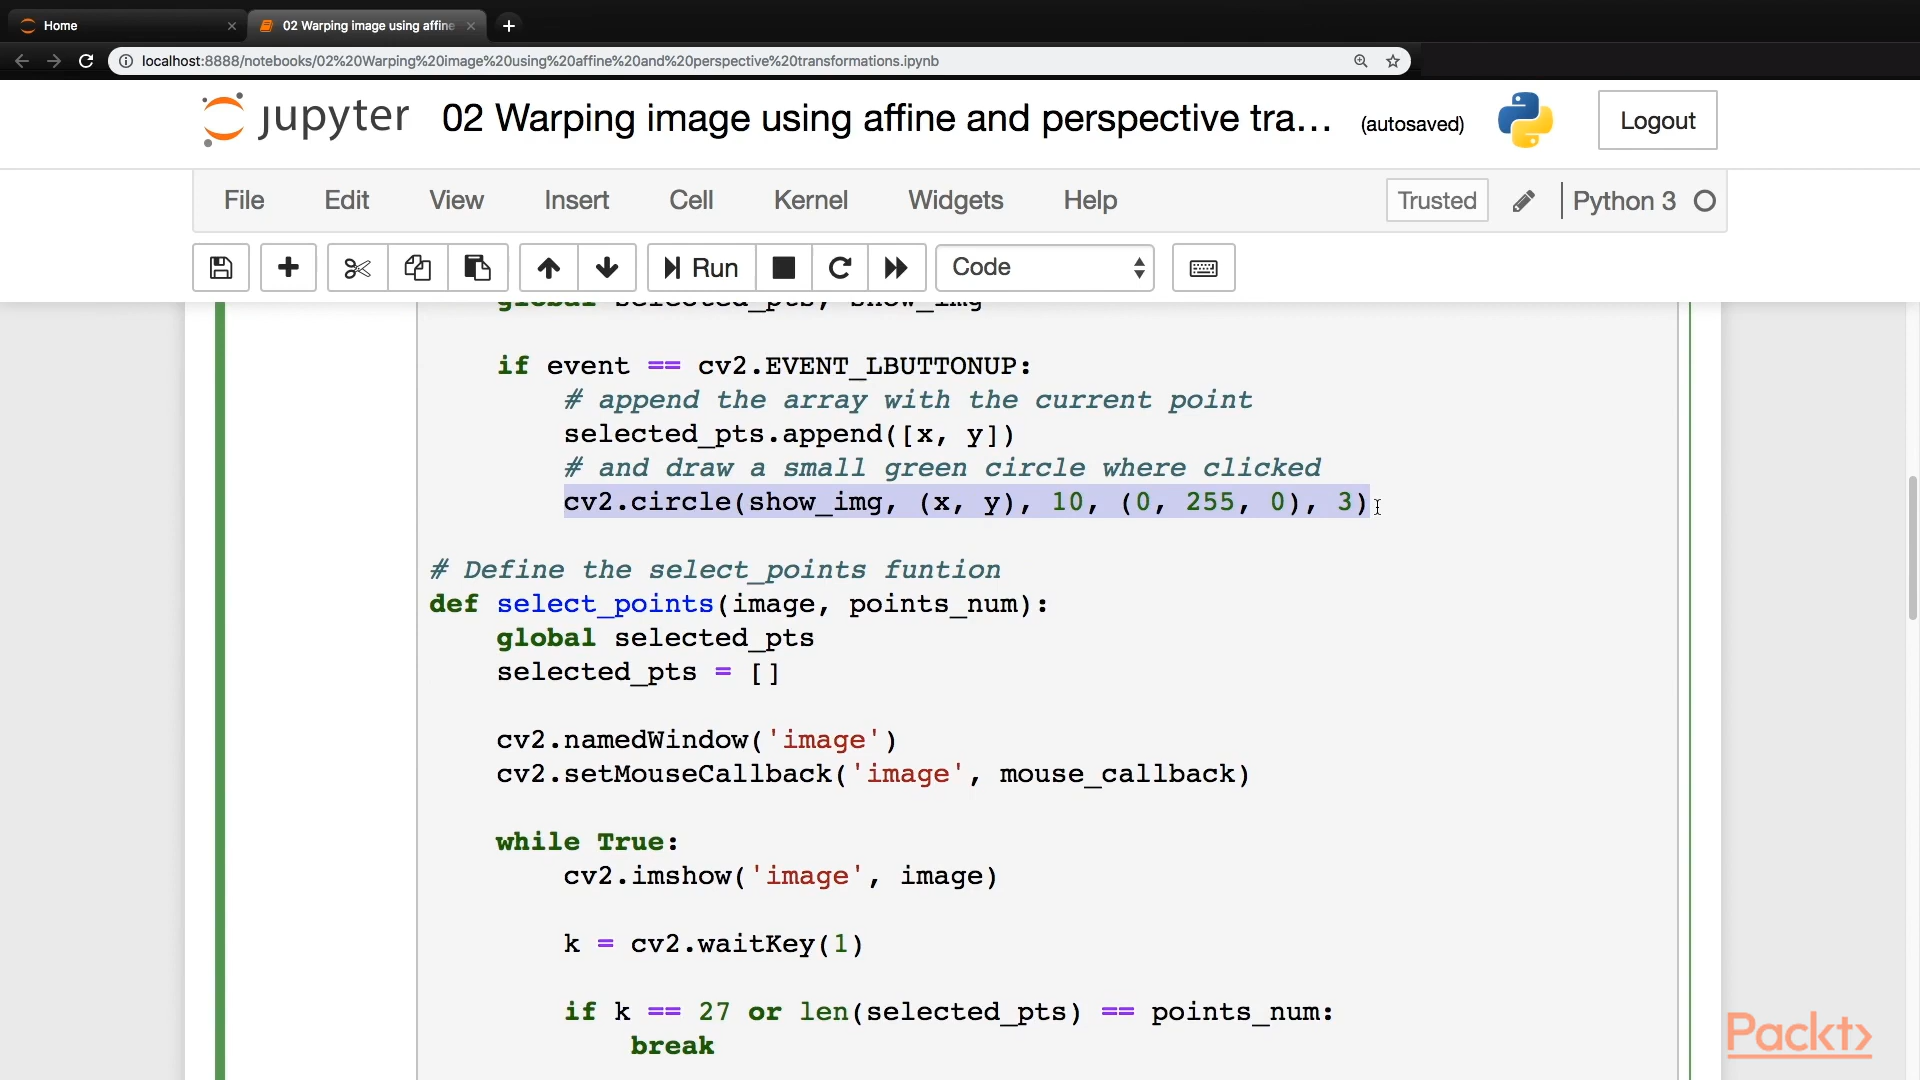 Home
02 Warping image using affine
localhost:8888/notebooks/02%20Warping%20image%20using%20affine%20and%20perspective%20transformations.ipynb
jupyter 02 Warping image using affine and perspective tra... (autosaved) Logout
File Edit View Insert Cell Kernel Widgets Help Trusted Python 3
Run Code
global selected_pts, show_img
if event == cv2.EVENT_LBUTTONUP:
# append the array with the current point
selected_pts.append([x, y])
# and draw a small green circle where clicked
cv2.circle(show_img, (x, y), 10, (0, 255, 0), 3)
# Define the select_points funtion
def select_points(image, points_num):
global selected_pts
selected_pts = []
cv2.namedWindow('image')
cv2.setMouseCallback('image', mouse_callback)
while True:
cv2.imshow('image', image)
k = cv2.waitKey(1)
if k == 27 or len(selected_pts) == points_num:
break
Packt>